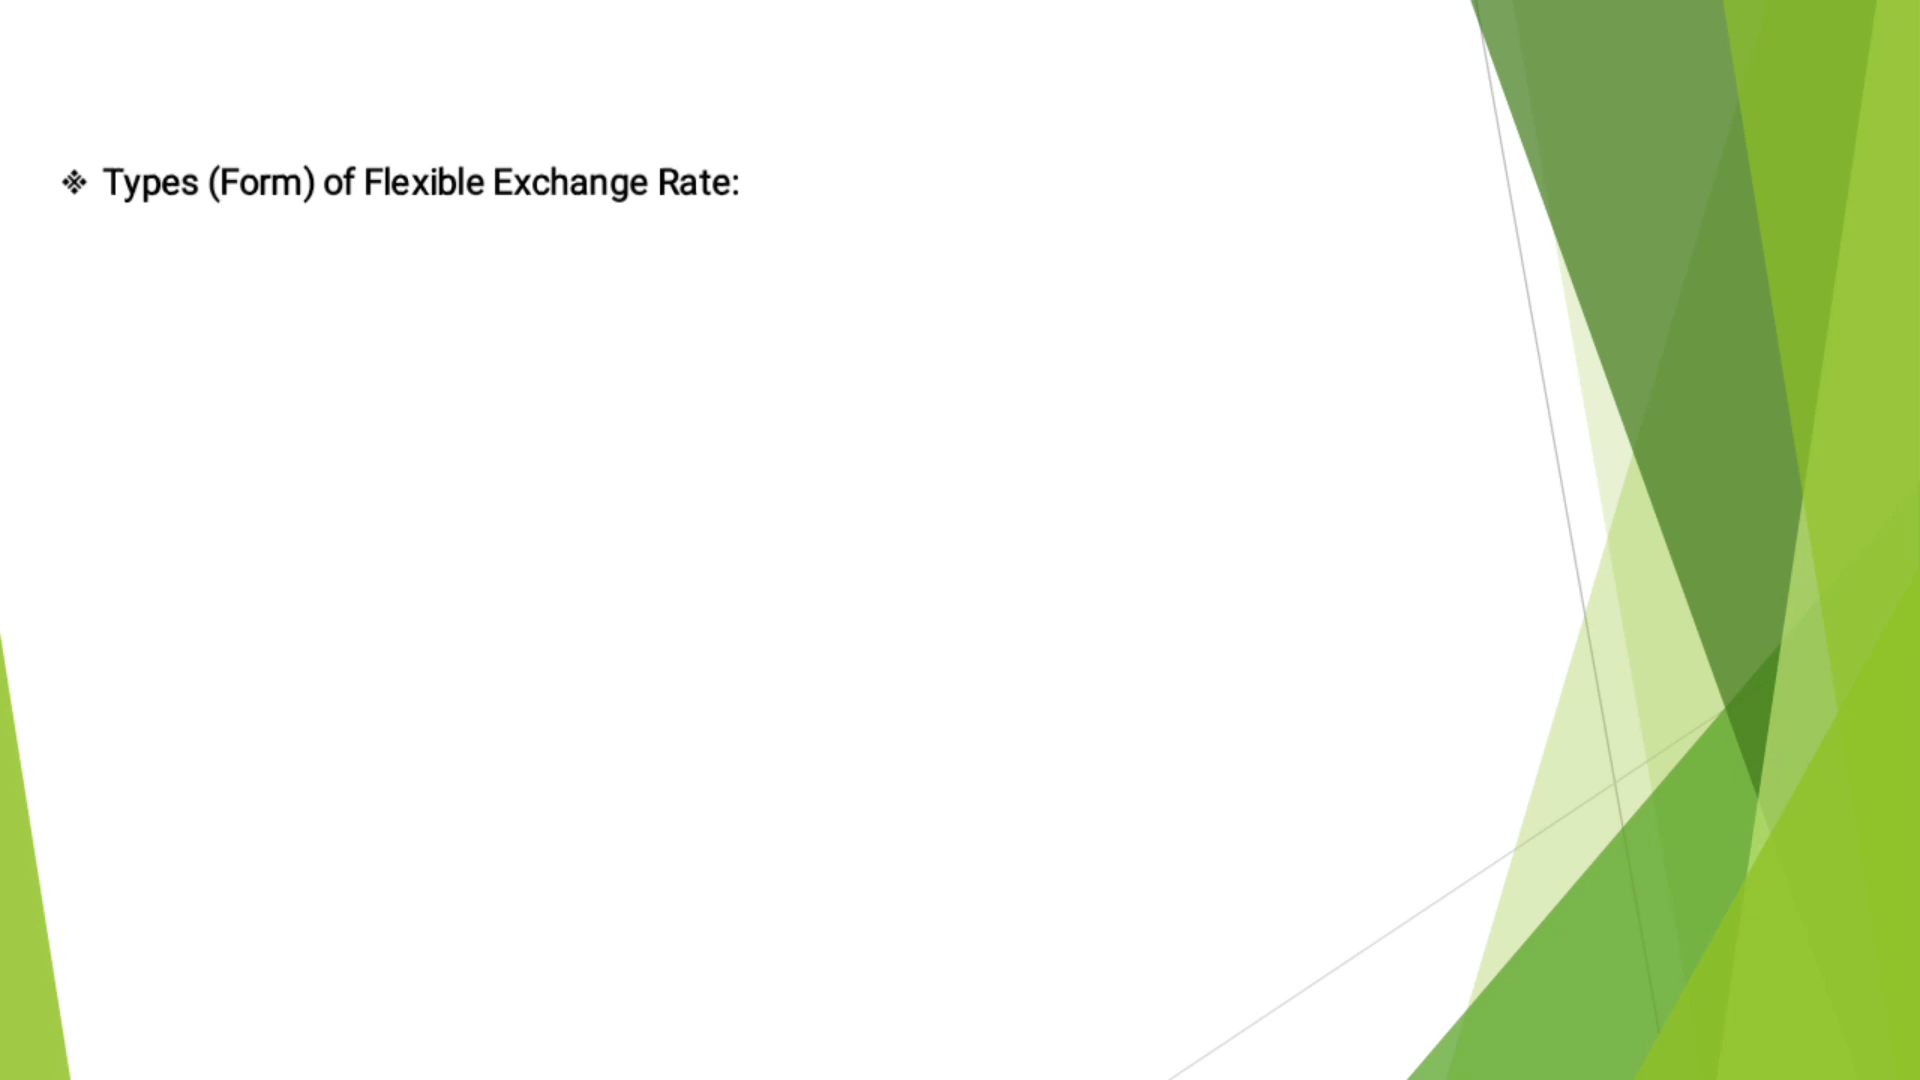 ❖ Types (Form) of Flexible Exchange Rate: